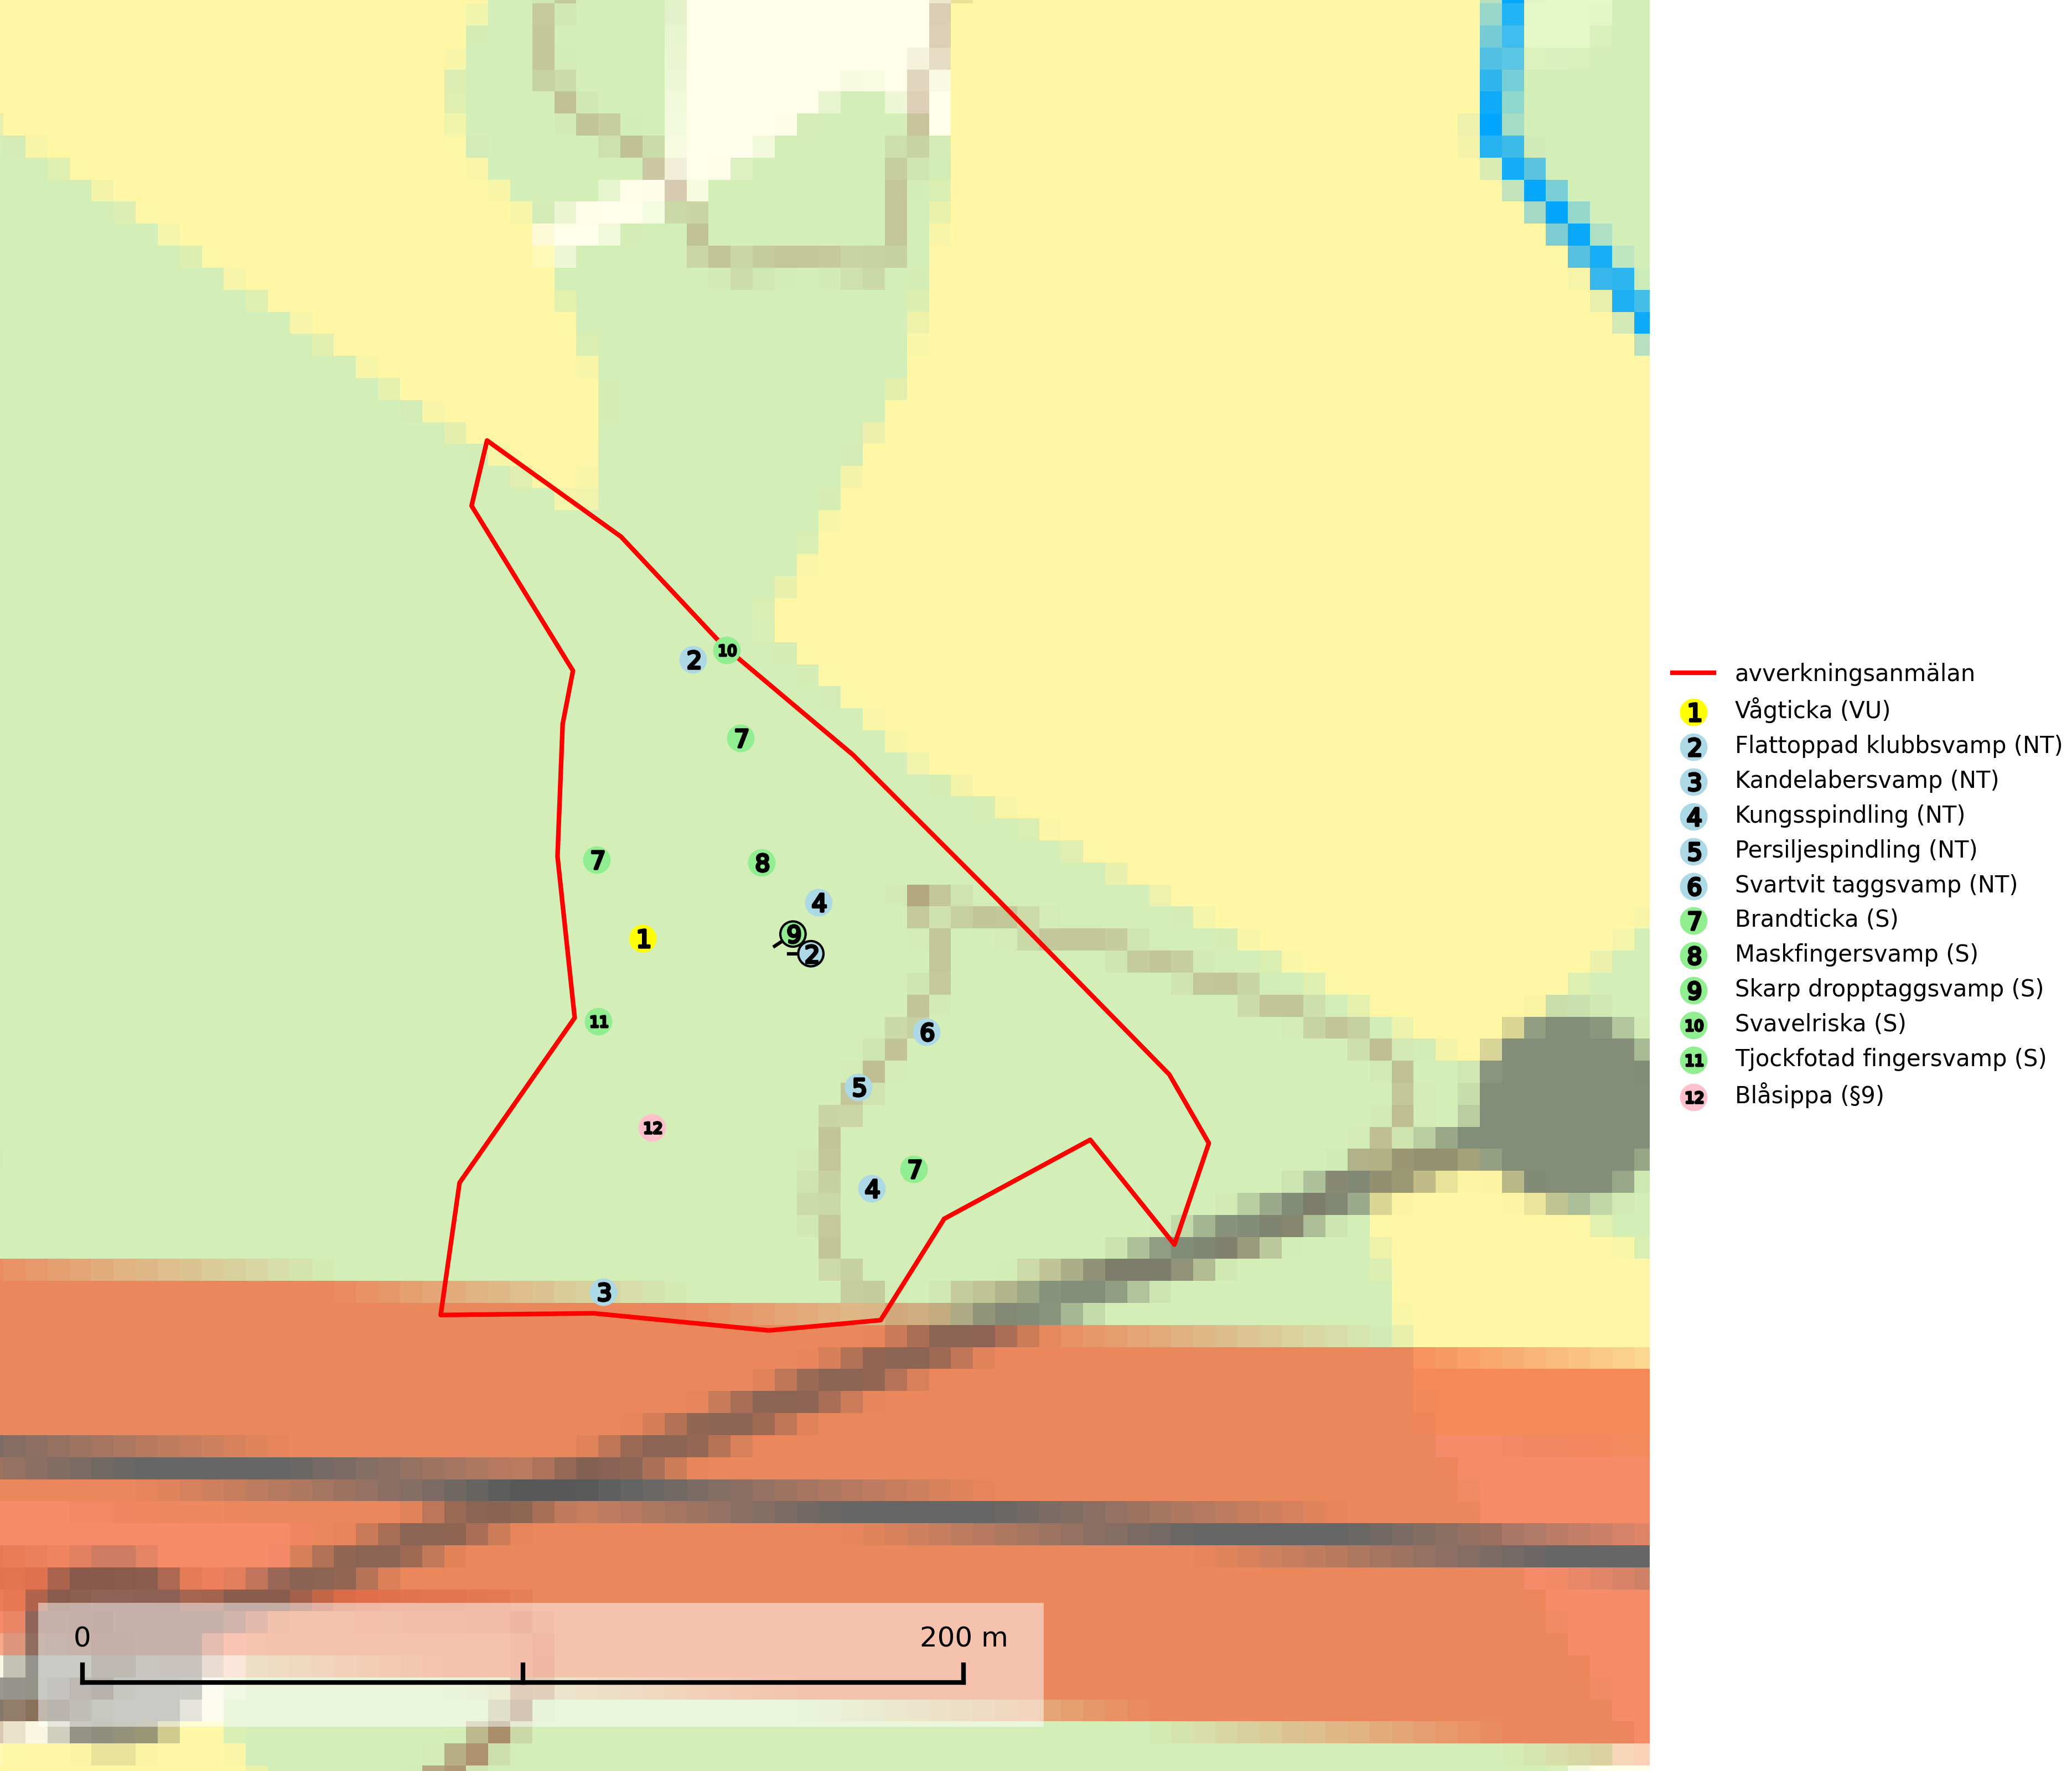 2
10
7
7
8
4
1
9
2
11
6
5
12
7
4
3
0
200 m
avverkningsanmälan
1 Vågticka (VU)
2 Flattoppad klubbsvamp (NT)
3 Kandelabersvamp (NT)
4 Kungsspindling (NT)
5 Persiljespindling (NT)
6 Svartvit taggsvamp (NT)
7 Brandticka (S)
8 Maskfingersvamp (S)
9 Skarp dropptaggsvamp (S)
10 Svavelriska (S)
11 Tjockfotad fingersvamp (S)
12 Blåsippa (§9)